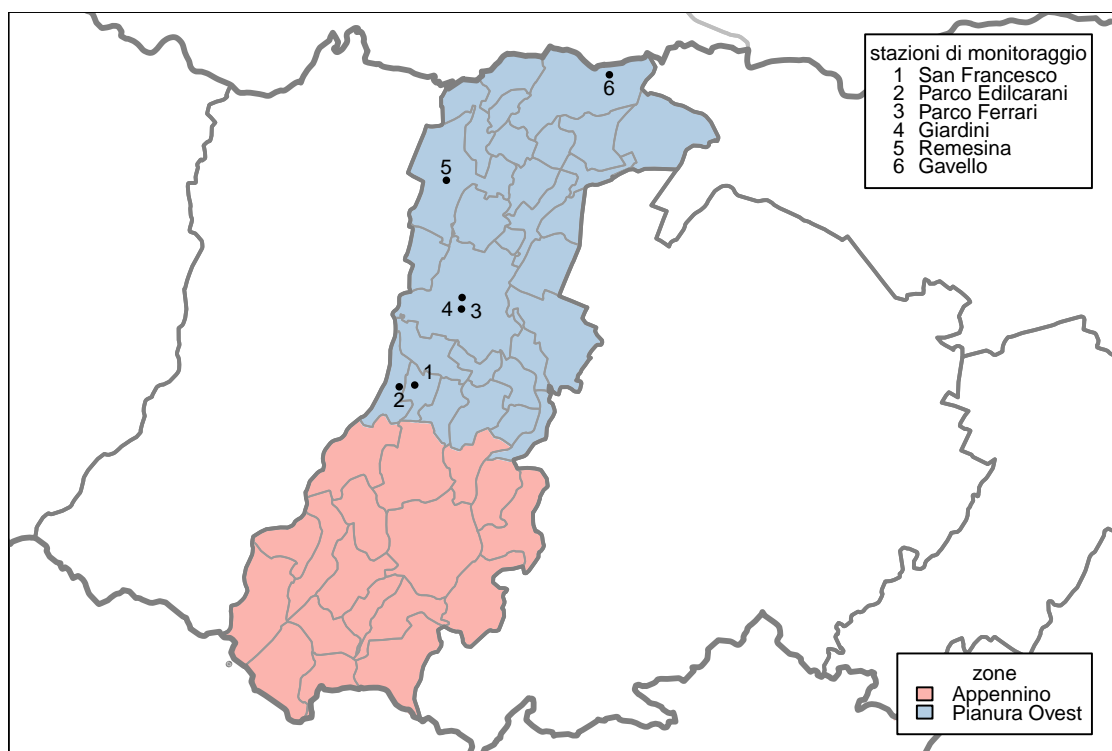 stazioni di monitoraggio
1 San Francesco
2 Parco Edilcarani
3 Parco Ferrari
4 Giardini
5 Remesina
6 Gavello
6
5
4 3
1
2
zone
Appennino
Pianura Ovest